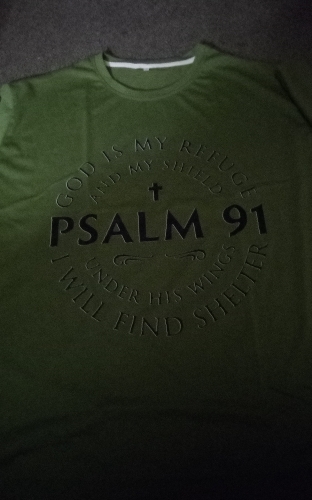 GOD IS MY REFUGE
AND MY SHIELD
PSALM 91
UNDER HIS WINGS
I WILL FIND SHELTER